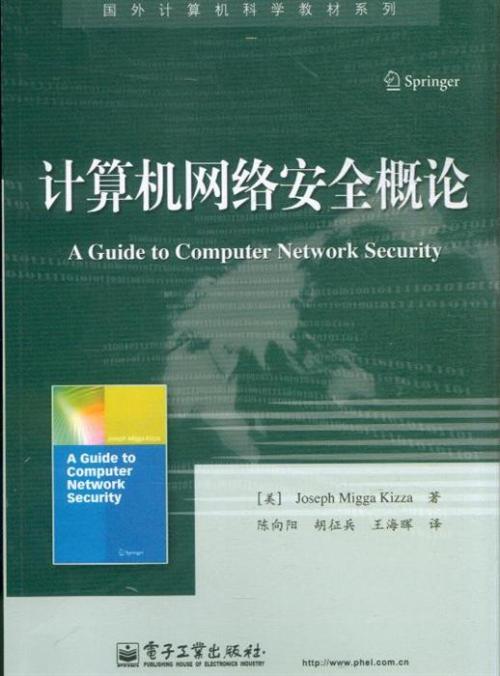 国外计算机科学教材系列
Springer
计算机网络安全概论
A Guide to Computer Network Security
Joseph Migga Kizza
A Guide to
Computer
Network
Security
Springer
[美] Joseph Migga Kizza 著
陈向阳 胡征兵 王海晖 译
电子工业出版社
PUBLISHING HOUSE OF ELECTRONICS INDUSTRY
http://www.phei.com.cn